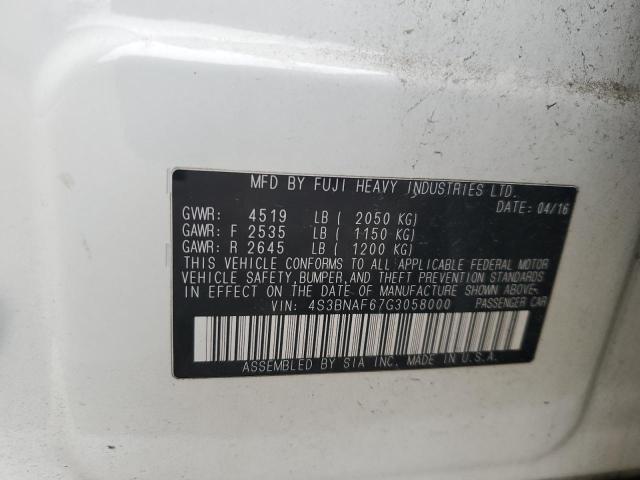 MFD BY FUJI HEAVY INDUSTRIES LTD.
DATE: 04/16
GVWR: 4519 LB ( 2050 KG)
GAWR: F 2535 LB ( 1150 KG)
GAWR: R 2645 LB ( 1200 KG)
THIS VEHICLE CONFORMS TO ALL APPLICABLE FEDERAL MOTOR
VEHICLE SAFETY, BUMPER, AND THEFT PREVENTION STANDARDS
IN EFFECT ON THE DATE OF MANUFACTURE SHOWN ABOVE.
VIN: 4S3BNAF67G3058000 PASSENGER CAR
ASSEMBLED BY SIA INC. MADE IN U.S.A.